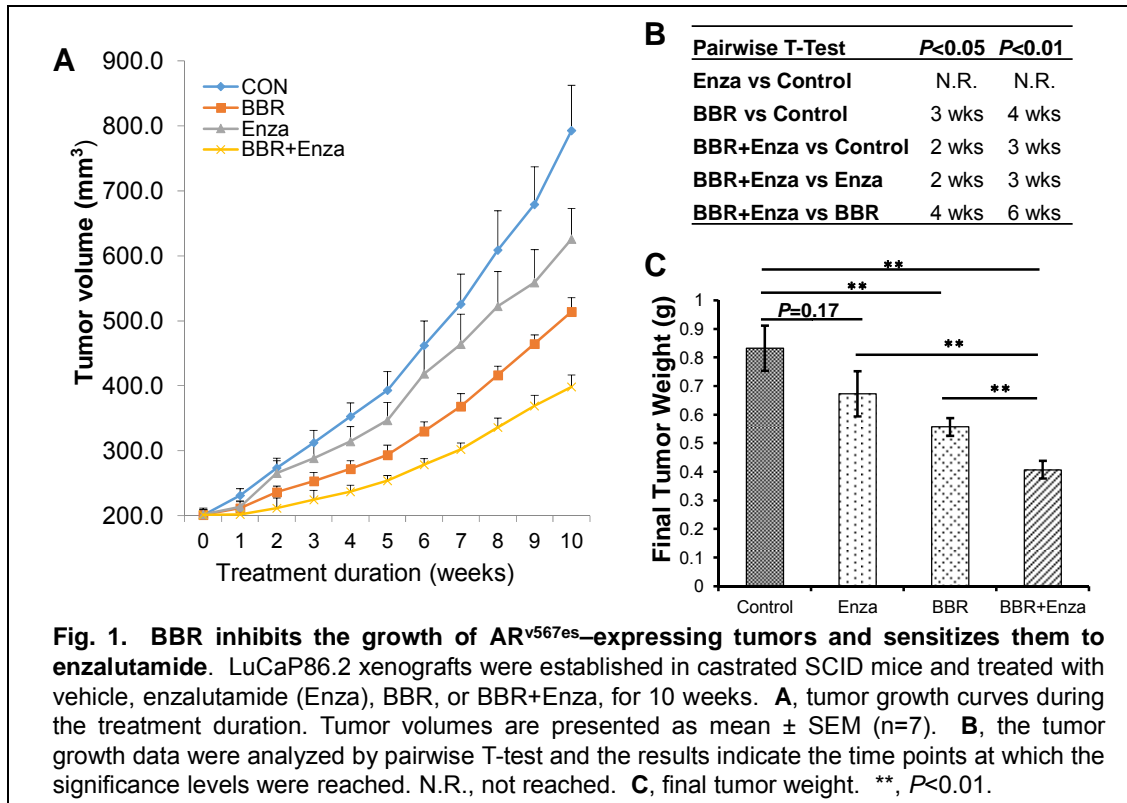 A
900.0
800.0
700.0
600.0
500.0
400.0
300.0
200.0
Tumor volume (mm³)
CON
BBR
Enza
BBR+Enza
0 1 2 3 4 5 6 7 8 9 10
Treatment duration (weeks)
B
Pairwise T-Test P<0.05 P<0.01
Enza vs Control N.R. N.R.
BBR vs Control 3 wks 4 wks
BBR+Enza vs Control 2 wks 3 wks
BBR+Enza vs Enza 2 wks 3 wks
BBR+Enza vs BBR 4 wks 6 wks
C
**
**
P=0.17
**
**
Final Tumor Weight (g)
1
0.9
0.8
0.7
0.6
0.5
0.4
0.3
0.2
0.1
0
Control Enza BBR BBR+Enza
Fig. 1. BBR inhibits the growth of ARv567es–expressing tumors and sensitizes them to
enzalutamide. LuCaP86.2 xenografts were established in castrated SCID mice and treated with
vehicle, enzalutamide (Enza), BBR, or BBR+Enza, for 10 weeks. A, tumor growth curves during
the treatment duration. Tumor volumes are presented as mean ± SEM (n=7). B, the tumor
growth data were analyzed by pairwise T-test and the results indicate the time points at which the
significance levels were reached. N.R., not reached. C, final tumor weight. **, P<0.01.